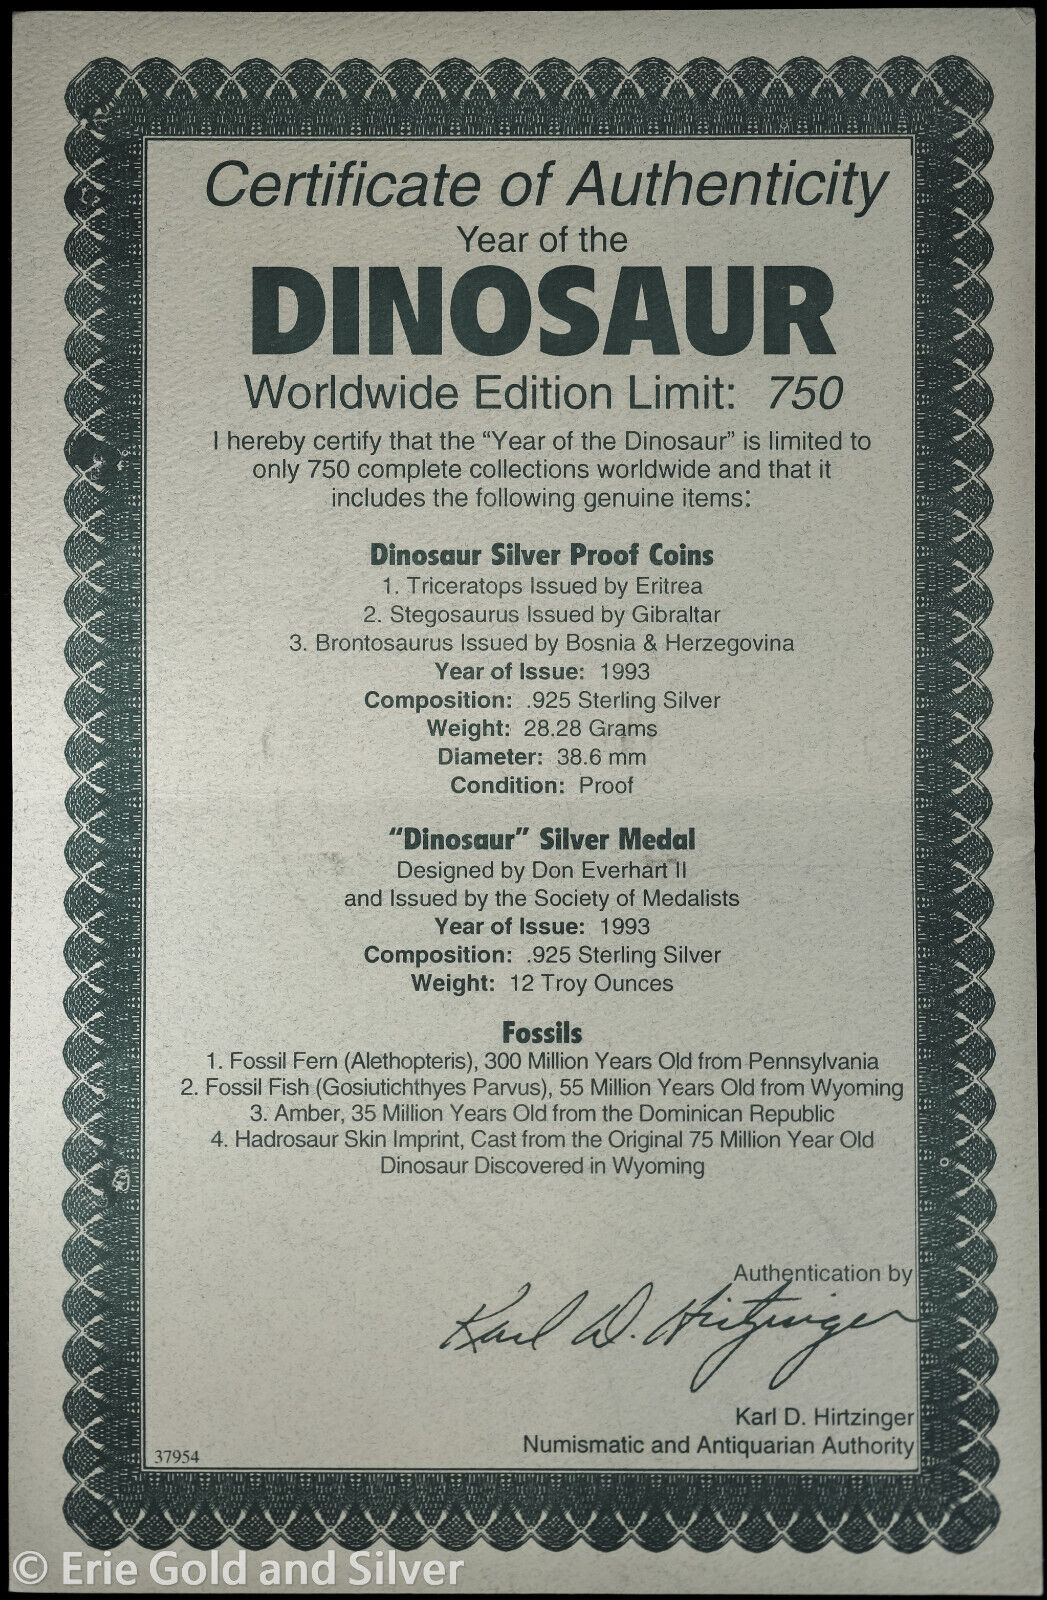 Certificate of Authenticity
Year of the
DINOSAUR
Worldwide Edition Limit: 750
I hereby certify that the “Year of the Dinosaur” is limited to
only 750 complete collections worldwide and that it
includes the following genuine items:
Dinosaur Silver Proof Coins
1. Triceratops Issued by Eritrea
2. Stegosaurus Issued by Gibraltar
3. Brontosaurus Issued by Bosnia & Herzegovina
Year of Issue: 1993
Composition: .925 Sterling Silver
Weight: 28.28 Grams
Diameter: 38.6 mm
Condition: Proof
“Dinosaur” Silver Medal
Designed by Don Everhart II
and Issued by the Society of Medalists
Year of Issue: 1993
Composition: .925 Sterling Silver
Weight: 12 Troy Ounces
Fossils
1. Fossil Fern (Alethopteris), 300 Million Years Old from Pennsylvania
2. Fossil Fish (Gosiutichthyes Parvus), 55 Million Years Old from Wyoming
3. Amber, 35 Million Years Old from the Dominican Republic
4. Hadrosaur Skin Imprint, Cast from the Original 75 Million Year Old
Dinosaur Discovered in Wyoming
Authentication by
Karl D. Hirtzinger
Karl D. Hirtzinger
Numismatic and Antiquarian Authority
37954
© Erie Gold and Silver